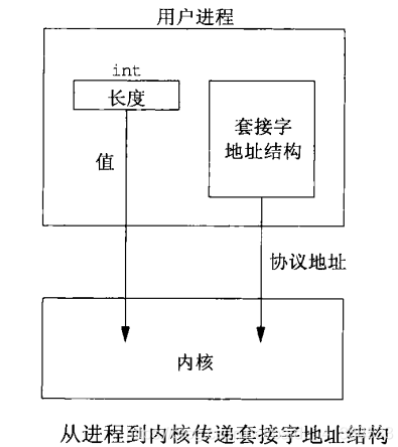 用户进程
int
长度
套接字
地址结构
值
协议地址
内核
从进程到内核传递套接字地址结构